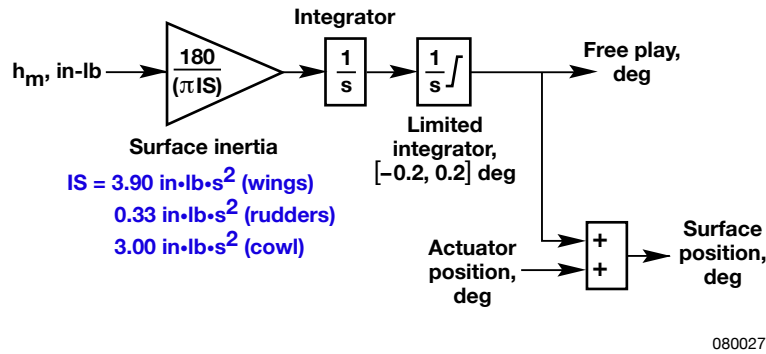 Integrator
180
(πIS)
h_m, in-lb
1
s
1
s
Free play,
deg
Surface inertia
IS = 3.90 in•lb•s² (wings)
0.33 in•lb•s² (rudders)
3.00 in•lb•s² (cowl)
Limited
integrator,
[−0.2, 0.2] deg
Actuator
position,
deg
+
+
Surface
position,
deg
080027